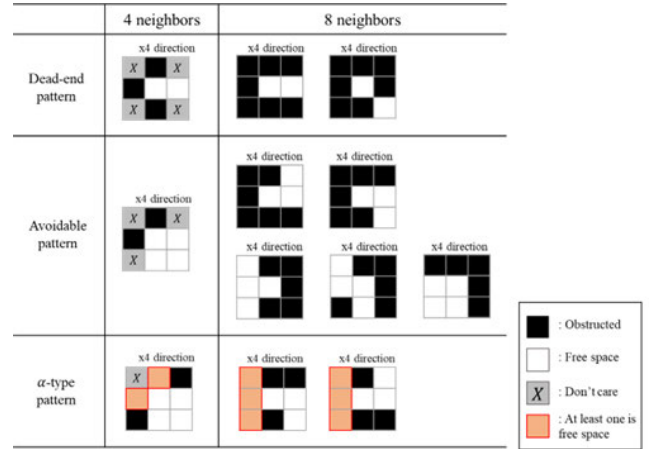 4 neighbors 8 neighbors
Dead-end
pattern
x4 direction x4 direction x4 direction
X X
X X
Avoidable
pattern
x4 direction x4 direction
x4 direction
X X
X
x4 direction x4 direction x4 direction
α-type
pattern
x4 direction x4 direction x4 direction
X
: Obstructed
: Free space
X : Don't care
: At least one is
free space